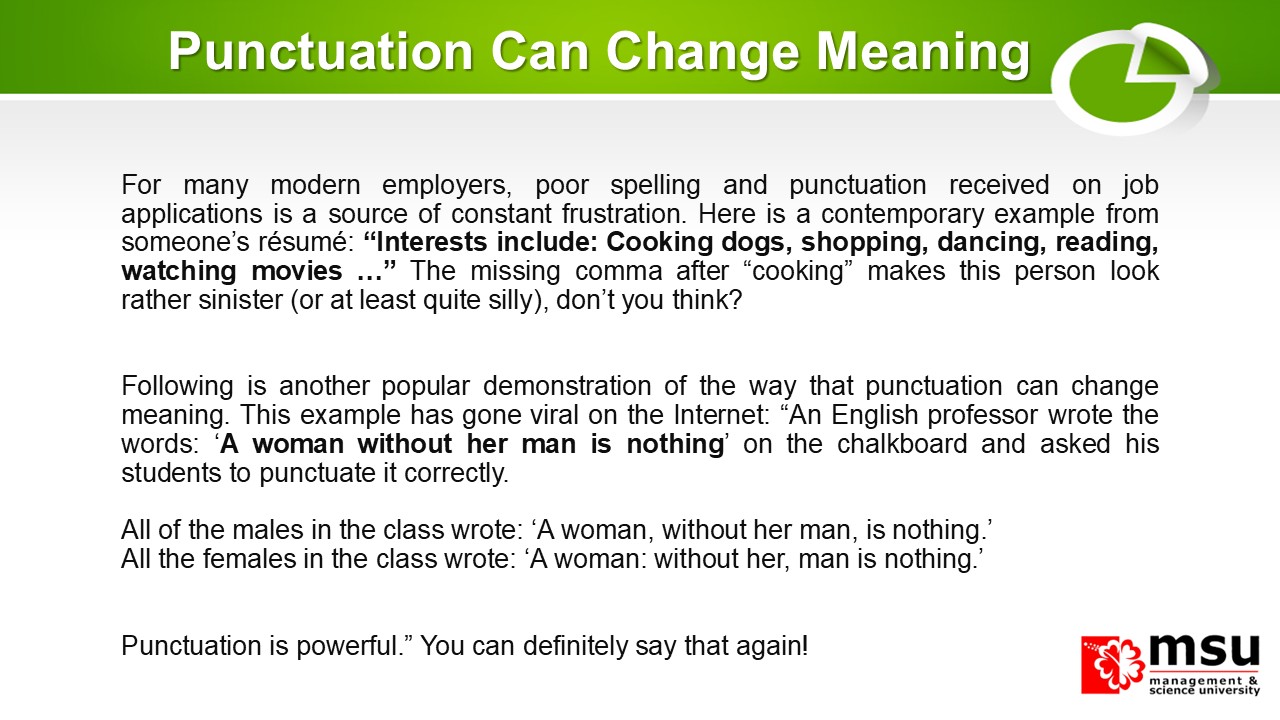 Punctuation Can Change Meaning
For many modern employers, poor spelling and punctuation received on job
applications is a source of constant frustration. Here is a contemporary example from
someone’s résumé: “Interests include: Cooking dogs, shopping, dancing, reading,
watching movies …” The missing comma after “cooking” makes this person look
rather sinister (or at least quite silly), don’t you think?
Following is another popular demonstration of the way that punctuation can change
meaning. This example has gone viral on the Internet: “An English professor wrote the
words: ‘A woman without her man is nothing’ on the chalkboard and asked his
students to punctuate it correctly.
All of the males in the class wrote: ‘A woman, without her man, is nothing.’
All the females in the class wrote: ‘A woman: without her, man is nothing.’
Punctuation is powerful.” You can definitely say that again!
msu
management &
science university